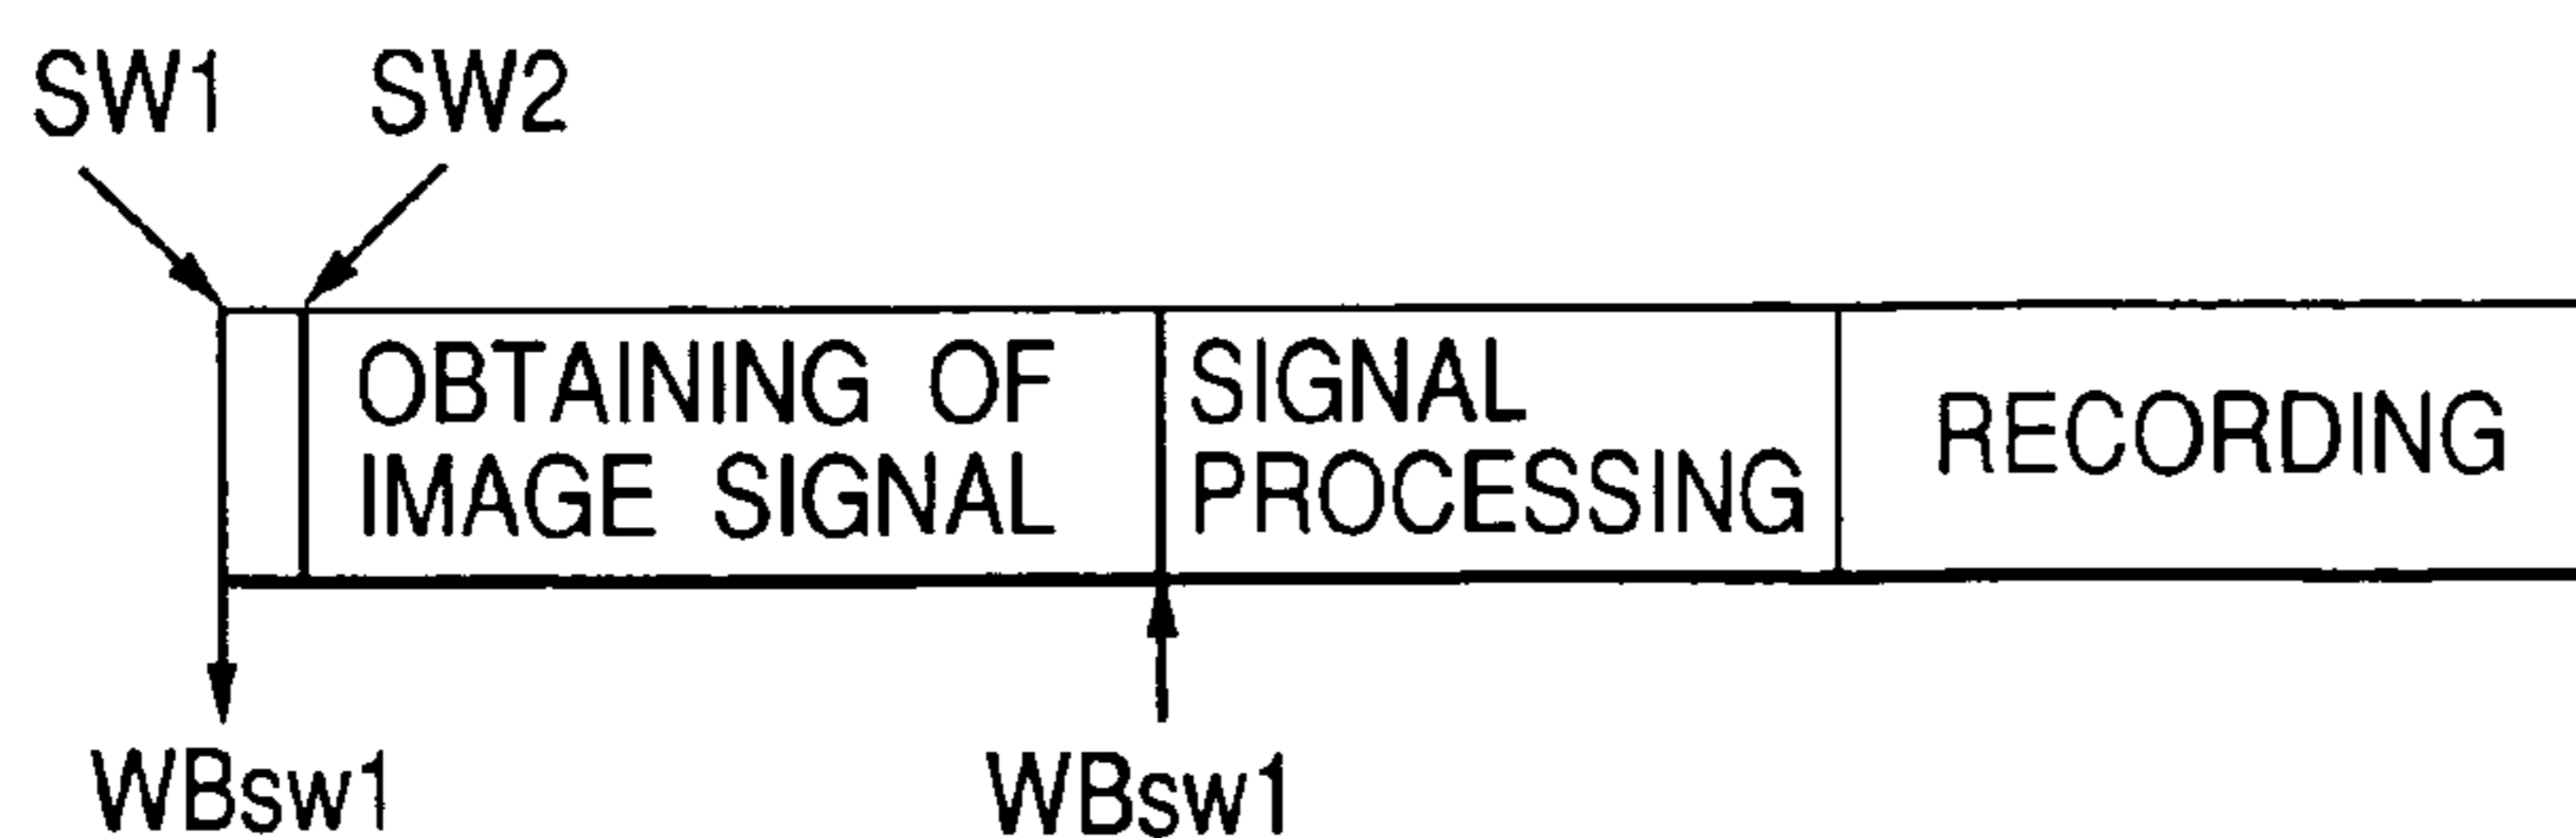 SW1 SW2
OBTAINING OF
IMAGE SIGNAL
SIGNAL
PROCESSING
RECORDING
WBsw1 WBsw1